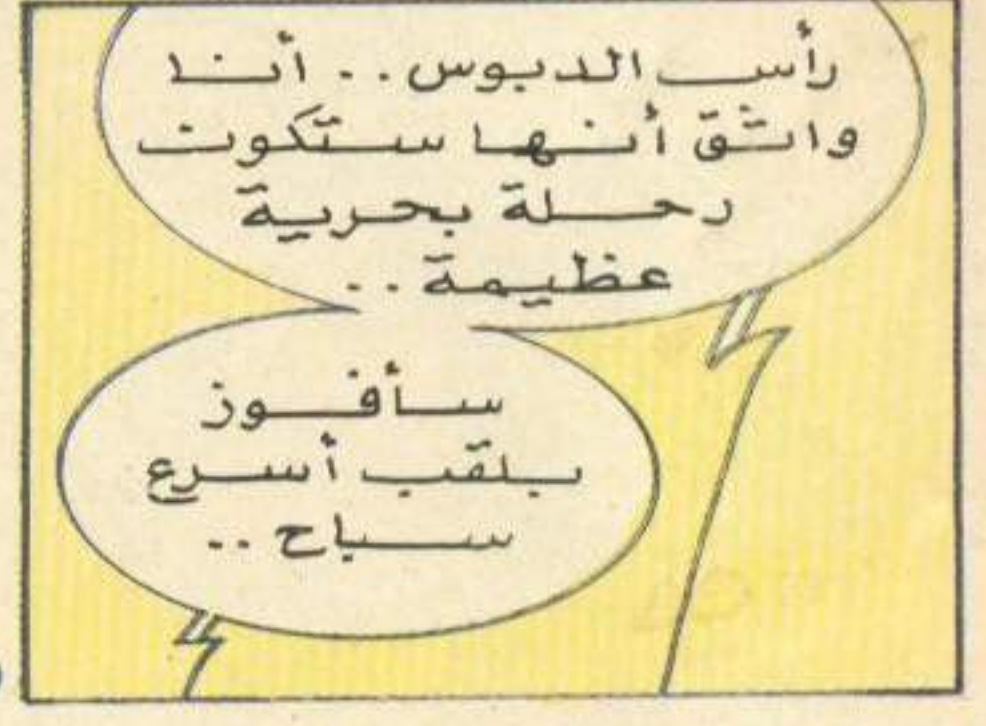 رأس الدبوس.. أنا
واثق أنها ستكون
رحلة بحرية
عظيمة..
سأفوز
بلقب أسرع
سباح..